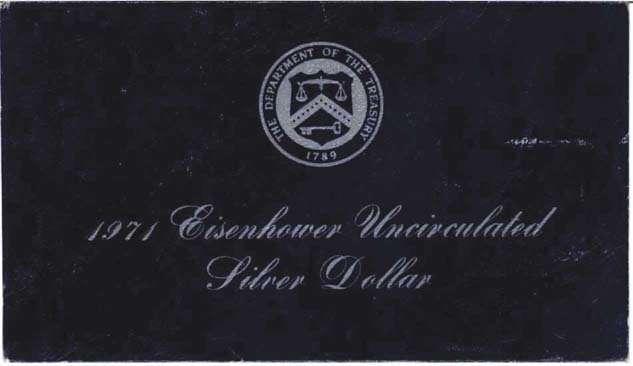 THE DEPARTMENT OF THE TREASURY
1789
1971 Eisenhower Uncirculated
Silver Dollar